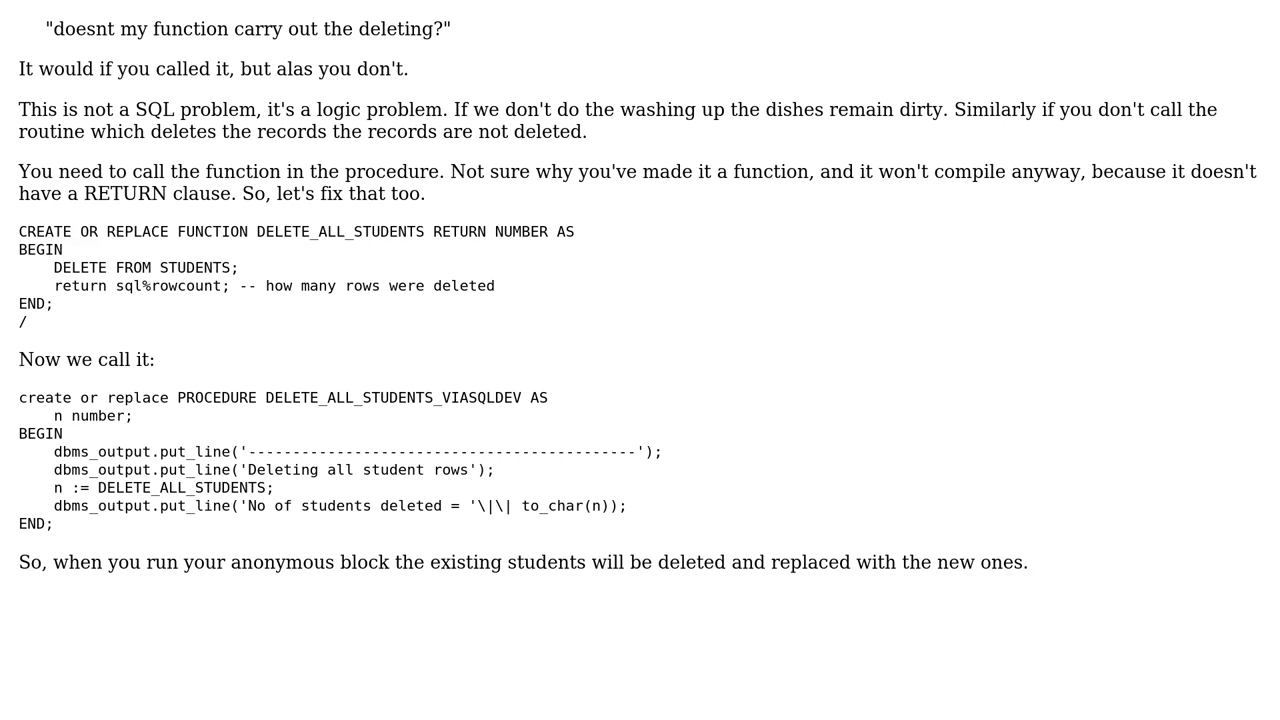 "doesnt my function carry out the deleting?"
It would if you called it, but alas you don't.
This is not a SQL problem, it's a logic problem. If we don't do the washing up the dishes remain dirty. Similarly if you don't call the
routine which deletes the records the records are not deleted.
You need to call the function in the procedure. Not sure why you've made it a function, and it won't compile anyway, because it doesn't
have a RETURN clause. So, let's fix that too.
CREATE OR REPLACE FUNCTION DELETE_ALL_STUDENTS RETURN NUMBER AS
BEGIN
    DELETE FROM STUDENTS;
    return sql%rowcount; -- how many rows were deleted
END;
/
Now we call it:
create or replace PROCEDURE DELETE_ALL_STUDENTS_VIASQLDEV AS
    n number;
BEGIN
    dbms_output.put_line('--------------------------------------------');
    dbms_output.put_line('Deleting all student rows');
    n := DELETE_ALL_STUDENTS;
    dbms_output.put_line('No of students deleted = '\|\| to_char(n));
END;
So, when you run your anonymous block the existing students will be deleted and replaced with the new ones.